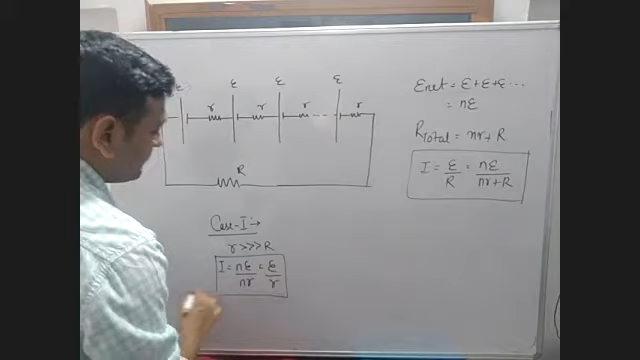 ε ε ε ε
r r r r
R
Case-I :→
r >>> R
I = nε/nr = ε/r
εnet = ε + ε + ε ...
= nε
RTotal = nr + R
I = ε/R = nε/nr+R